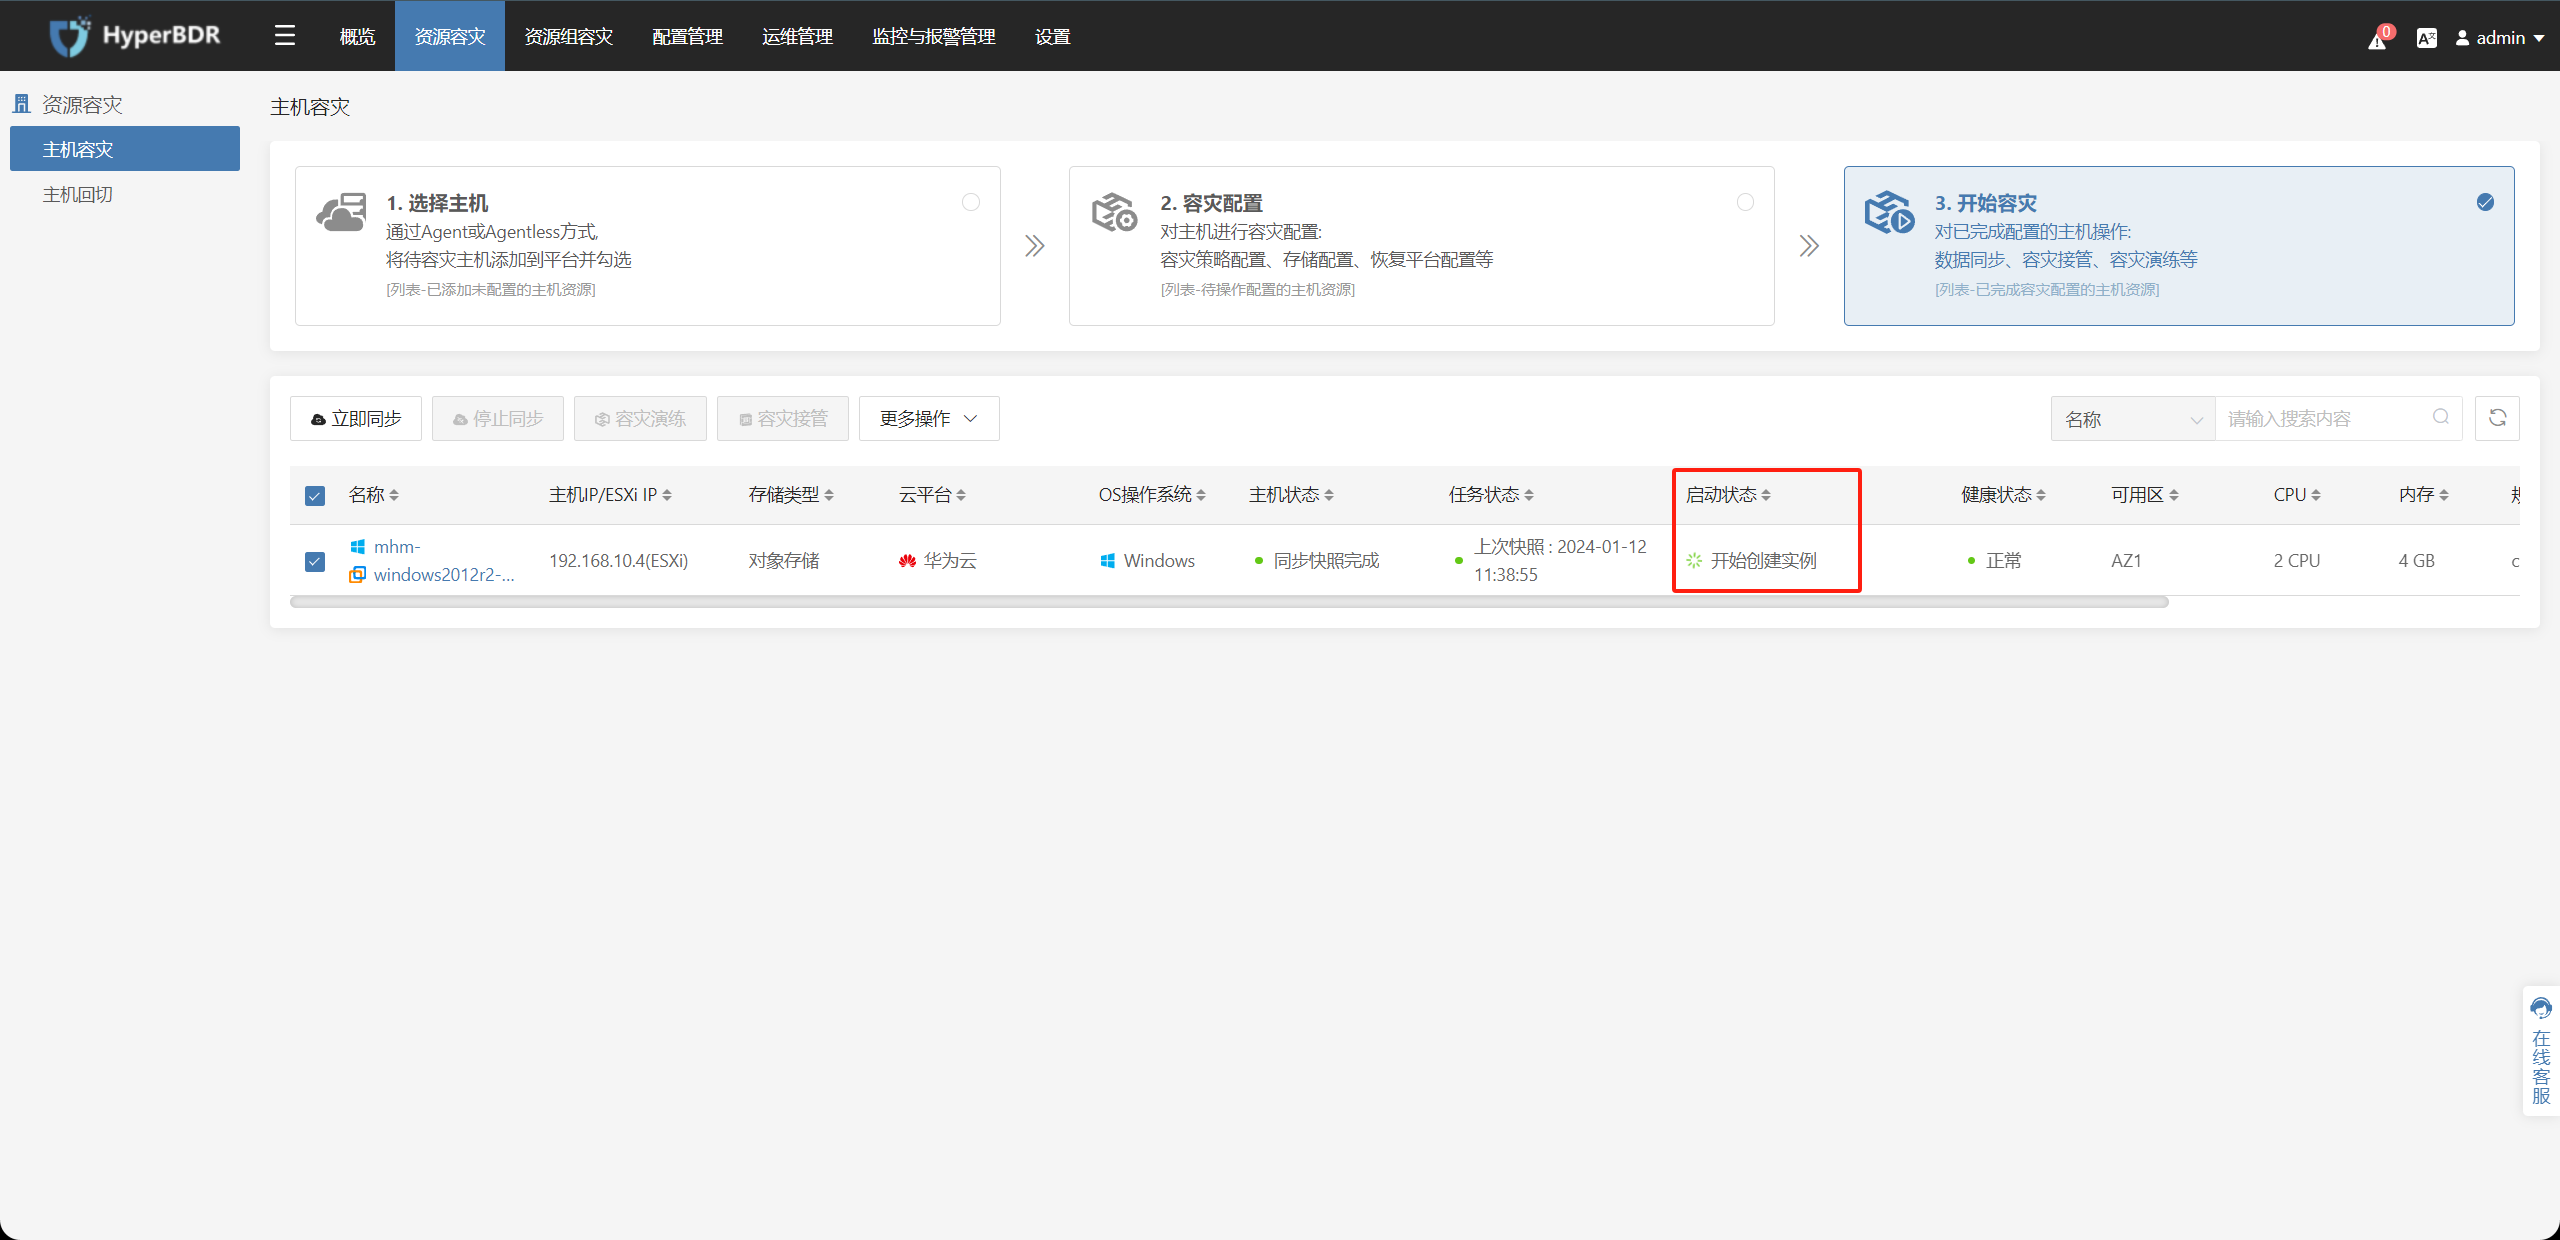 HyperBDR
概览
资源容灾
资源组容灾
配置管理
运维管理
监控与报警管理
设置
0
admin
资源容灾
主机容灾
主机回切
主机容灾
1. 选择主机
通过Agent或Agentless方式,
将待容灾主机添加到平台并勾选
[列表-已添加未配置的主机资源]
2. 容灾配置
对主机进行容灾配置:
容灾策略配置、存储配置、恢复平台配置等
[列表-待操作配置的主机资源]
3. 开始容灾
对已完成配置的主机操作:
数据同步、容灾接管、容灾演练等
[列表-已完成容灾配置的主机资源]
立即同步
停止同步
容灾演练
容灾接管
更多操作
名称
请输入搜索内容
名称
主机IP/ESXi IP
存储类型
云平台
OS操作系统
主机状态
任务状态
启动状态
健康状态
可用区
CPU
内存
mhm-
windows2012r2-...
192.168.10.4(ESXi)
对象存储
华为云
Windows
同步快照完成
上次快照 : 2024-01-12
11:38:55
开始创建实例
正常
AZ1
2 CPU
4 GB
在线客服